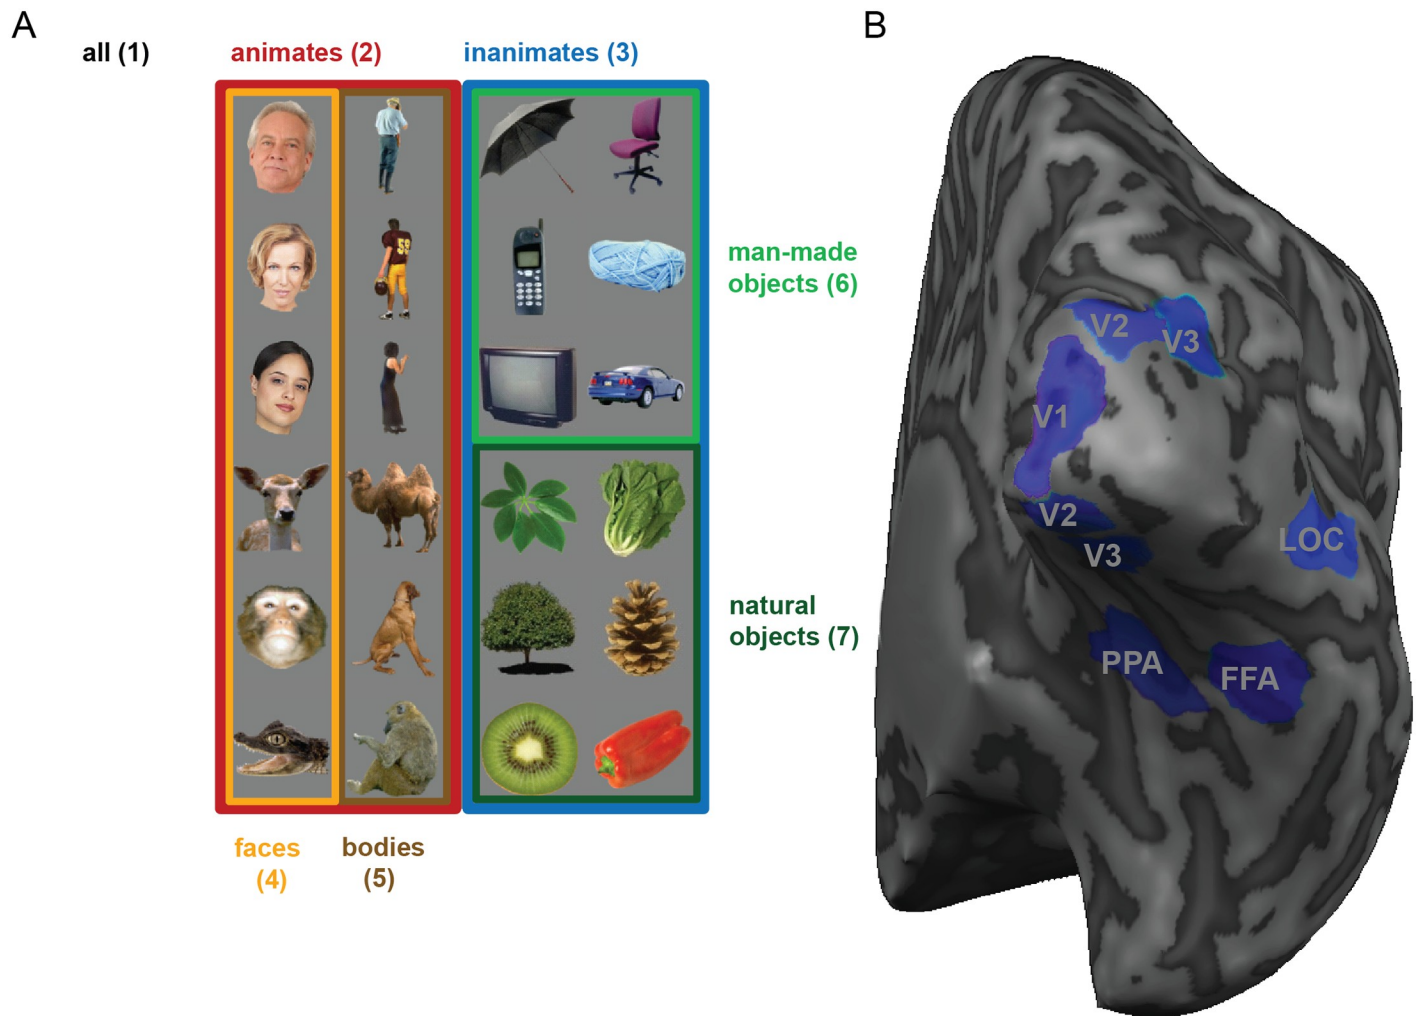 A
B
all (1)
animates (2)
inanimates (3)
59
man-made
objects (6)
natural
objects (7)
faces
(4)
bodies
(5)
V2
V3
V1
V2
V3
LOC
PPA
FFA